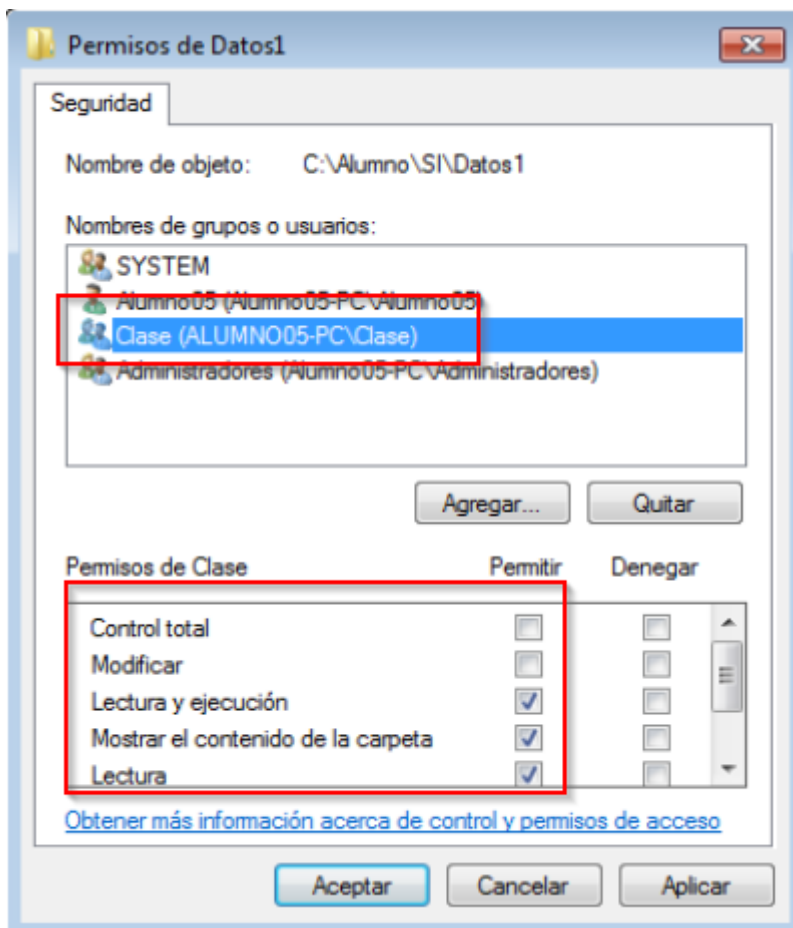 Permisos de Datos1
Seguridad
Nombre de objeto: C:\Alumno\SI\Datos1
Nombres de grupos o usuarios:
SYSTEM
Alumno05 (Alumno05-PC\Alumno05)
Clase (ALUMNO05-PC\Clase)
Administradores (Alumno05-PC\Administradores)
Agregar... Quitar
Permisos de Clase Permitir Denegar
Control total
Modificar
Lectura y ejecución
Mostrar el contenido de la carpeta
Lectura
Obtener más información acerca de control y permisos de acceso
Aceptar Cancelar Aplicar